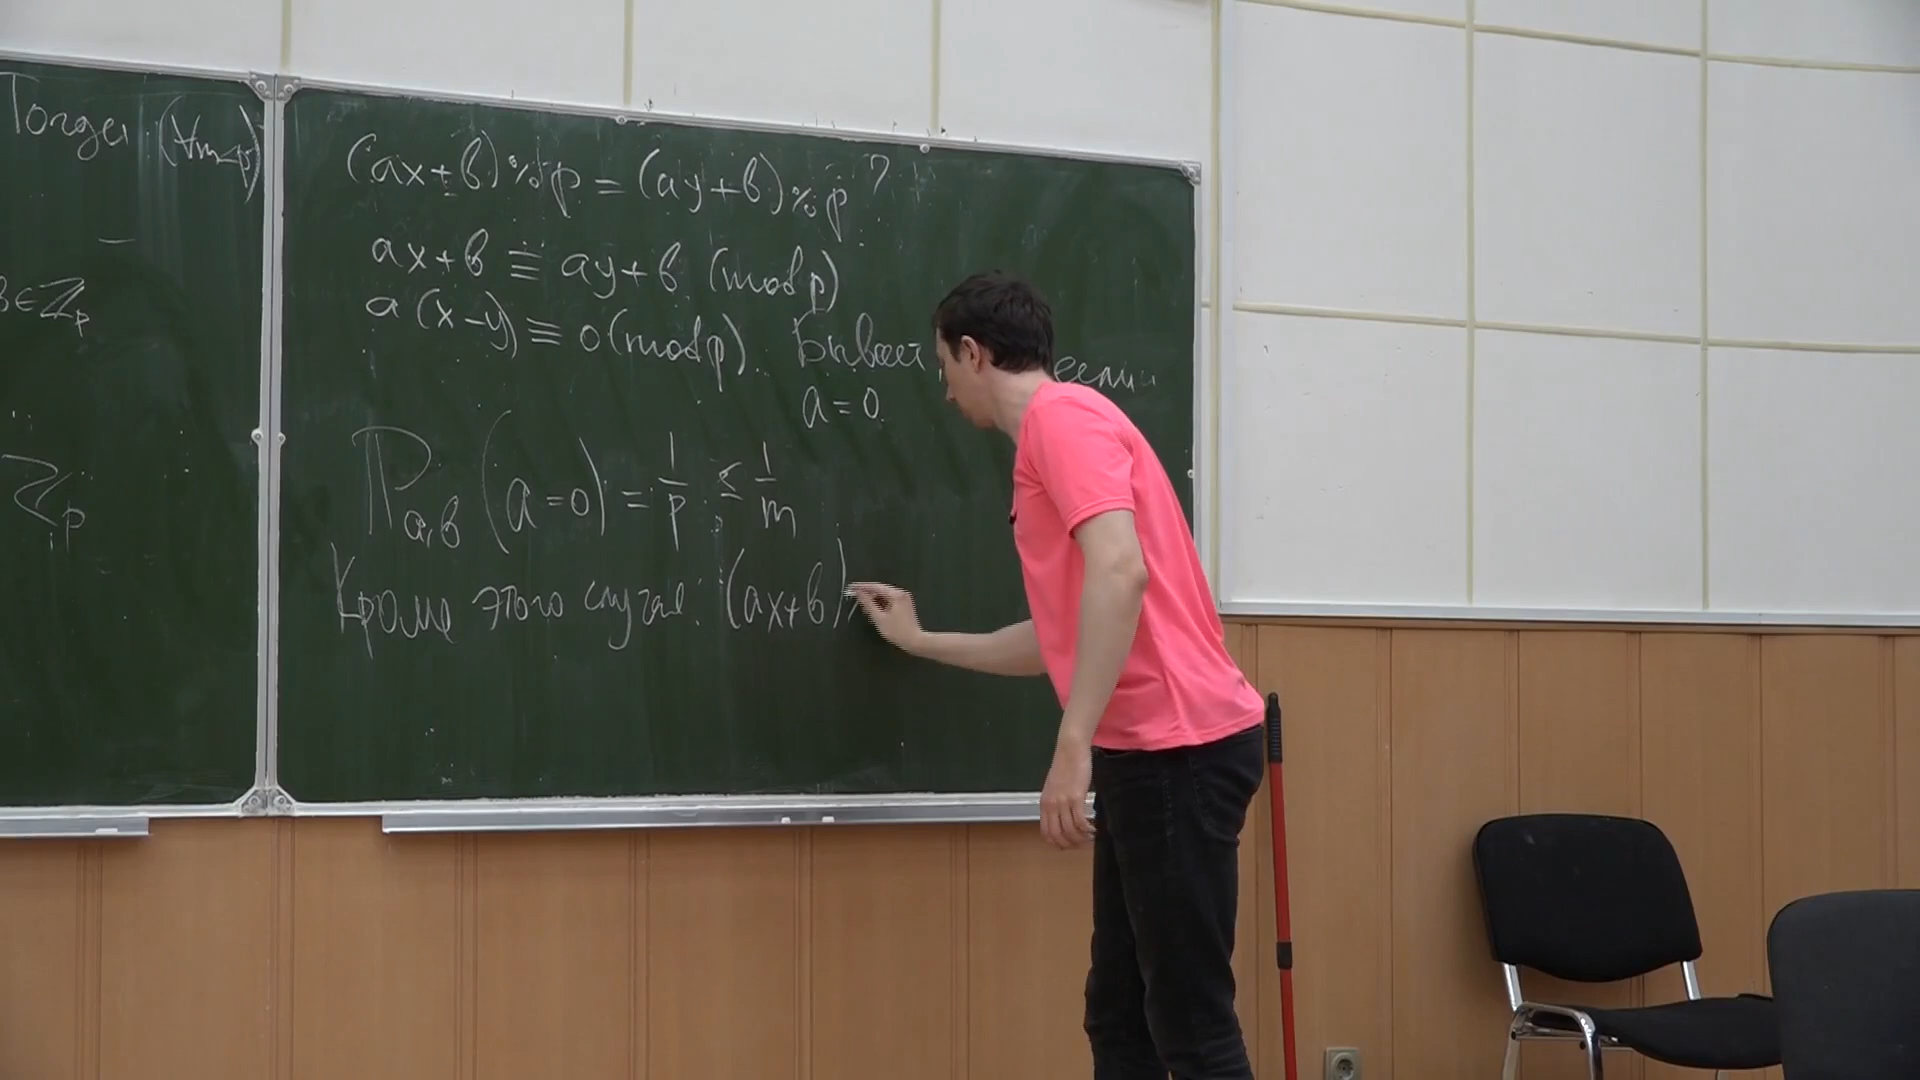 Тогда (∀m≤p)
b∈ℤ_p
ℤ_p
(ax+b)%p = (ay+b)%p?
ax+b ≡ ay+b (mod p)
a(x-y) ≡ 0 (mod p). Бывает, если
a=0.
P_{a,b} (a=0) = 1/p ≤ 1/m
Кроме этого случая: (ax+b)%